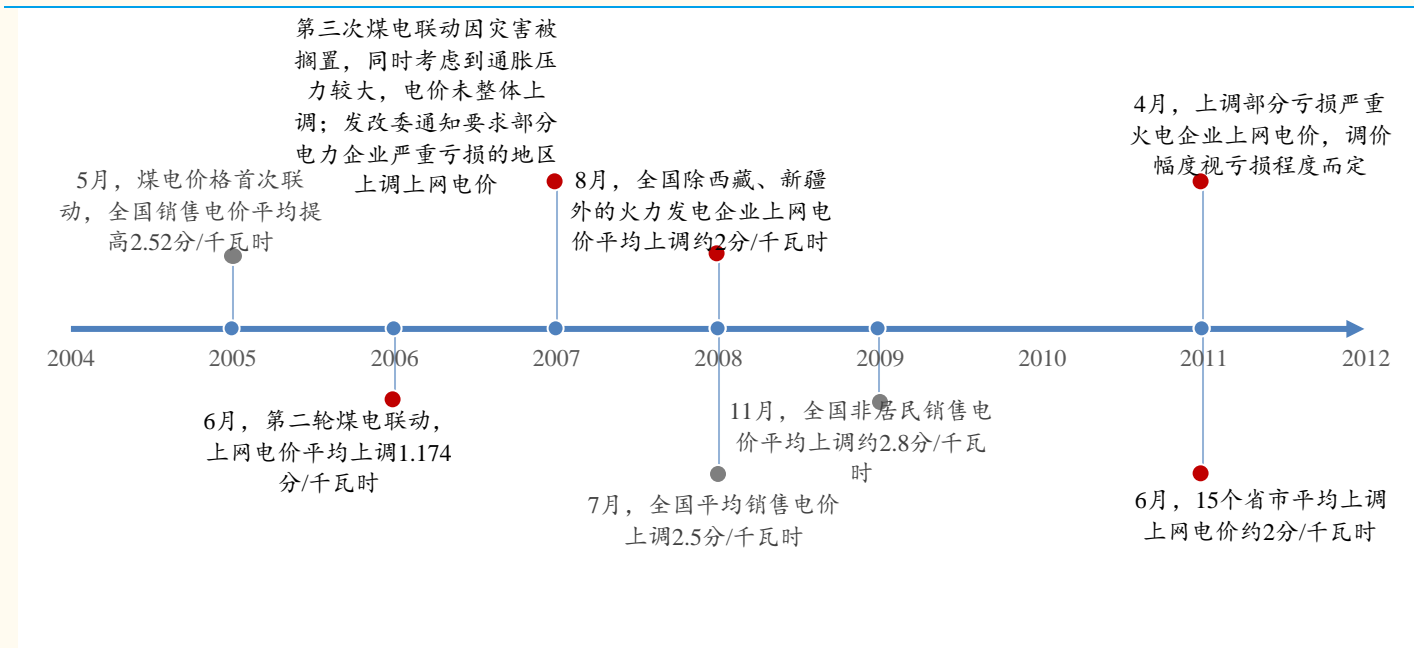 第三次煤电联动因灾害被
搁置，同时考虑到通胀压
力较大，电价未整体上
调；发改委通知要求部分
电力企业严重亏损的地区
上调上网电价
5月，煤电价格首次联
动，全国销售电价平均提
高2.52分/千瓦时
8月，全国除西藏、新疆
外的火力发电企业上网电
价平均上调约2分/千瓦时
4月，上调部分亏损严重
火电企业上网电价，调价
幅度视亏损程度而定
2004
2005
2006
2007
2008
2009
2010
2011
2012
6月，第二轮煤电联动，
上网电价平均上调1.174
分/千瓦时
7月，全国平均销售电价
上调2.5分/千瓦时
11月，全国非居民销售电
价平均上调约2.8分/千瓦
时
6月，15个省市平均上调
上网电价约2分/千瓦时